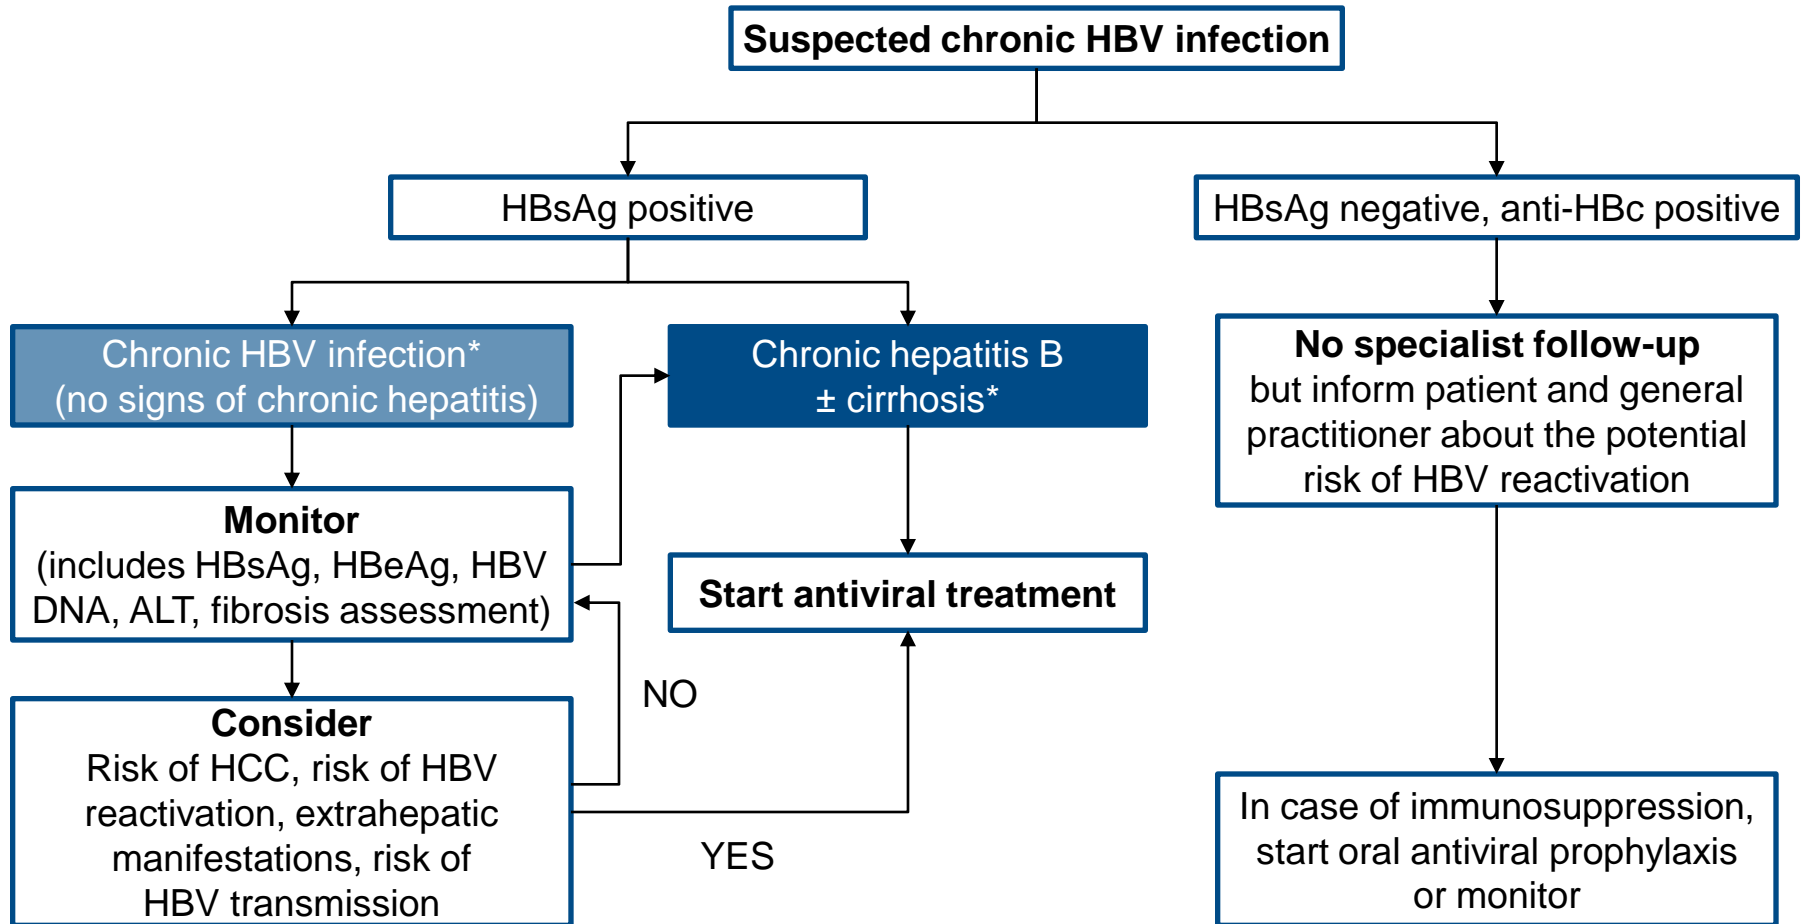 Suspected chronic HBV infection
HBsAg positive
HBsAg negative, anti-HBc positive
Chronic HBV infection*
(no signs of chronic hepatitis)
Chronic hepatitis B
± cirrhosis*
No specialist follow-up
but inform patient and general
practitioner about the potential
risk of HBV reactivation
Monitor
(includes HBsAg, HBeAg, HBV
DNA, ALT, fibrosis assessment)
Start antiviral treatment
NO
Consider
Risk of HCC, risk of HBV
reactivation, extrahepatic
manifestations, risk of
HBV transmission
YES
In case of immunosuppression,
start oral antiviral prophylaxis
or monitor